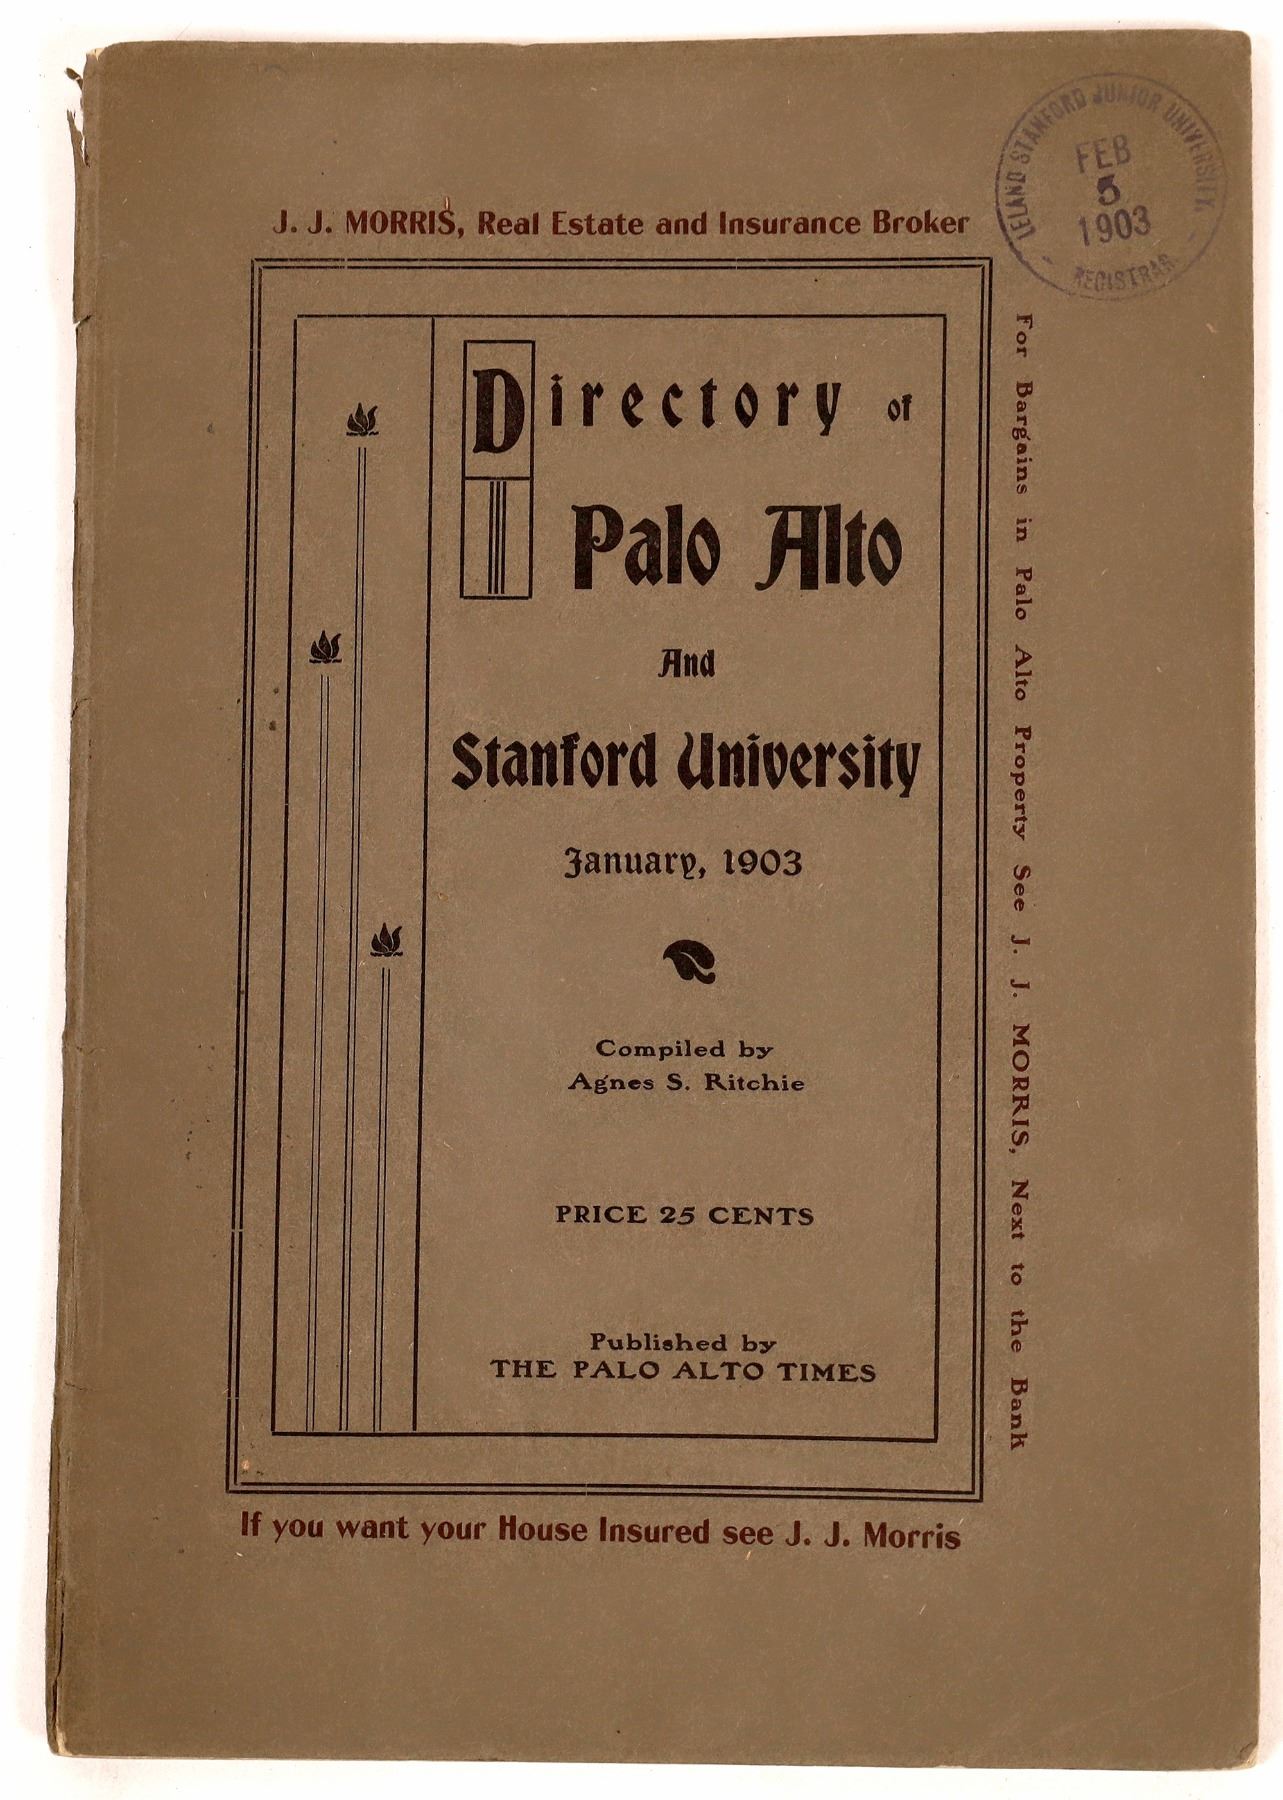 LELAND STANFORD JUNIOR UNIVERSITY,
FEB
5
1903
- REGISTRAR -
J. J. MORRIS, Real Estate and Insurance Broker
Directory of
Palo Alto
And
Stanford University
January, 1903
Compiled by
Agnes S. Ritchie
PRICE 25 CENTS
Published by
THE PALO ALTO TIMES
For Bargains in Palo Alto Property See J. J. MORRIS, Next to the Bank
If you want your House Insured see J. J. Morris